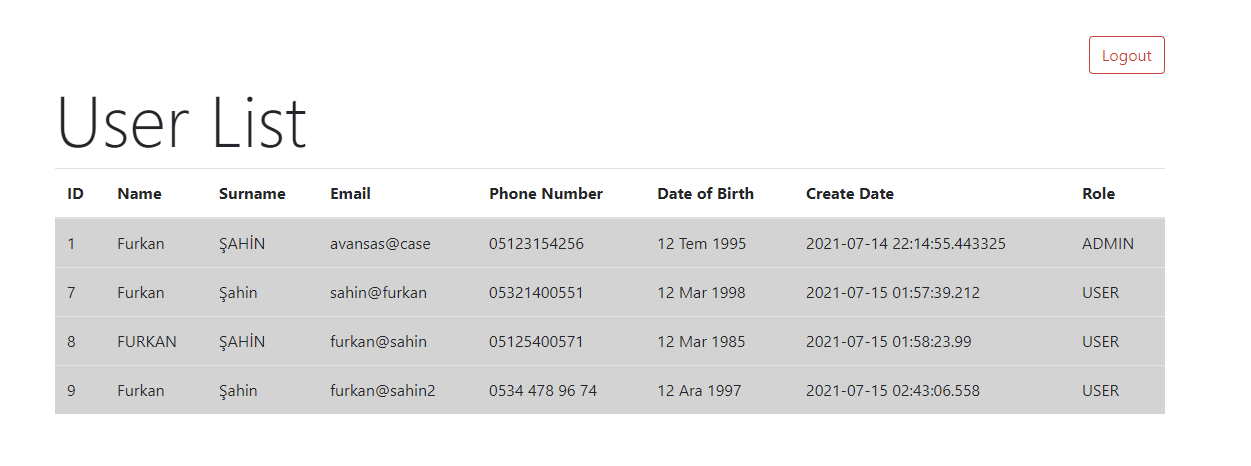 Logout
User List
ID Name Surname Email Phone Number Date of Birth Create Date Role
1 Furkan ŞAHİN avansas@case 05123154256 12 Tem 1995 2021-07-14 22:14:55.443325 ADMIN
7 Furkan Şahin sahin@furkan 05321400551 12 Mar 1998 2021-07-15 01:57:39.212 USER
8 FURKAN ŞAHİN furkan@sahin 05125400571 12 Mar 1985 2021-07-15 01:58:23.99 USER
9 Furkan Şahin furkan@sahin2 0534 478 96 74 12 Ara 1997 2021-07-15 02:43:06.558 USER